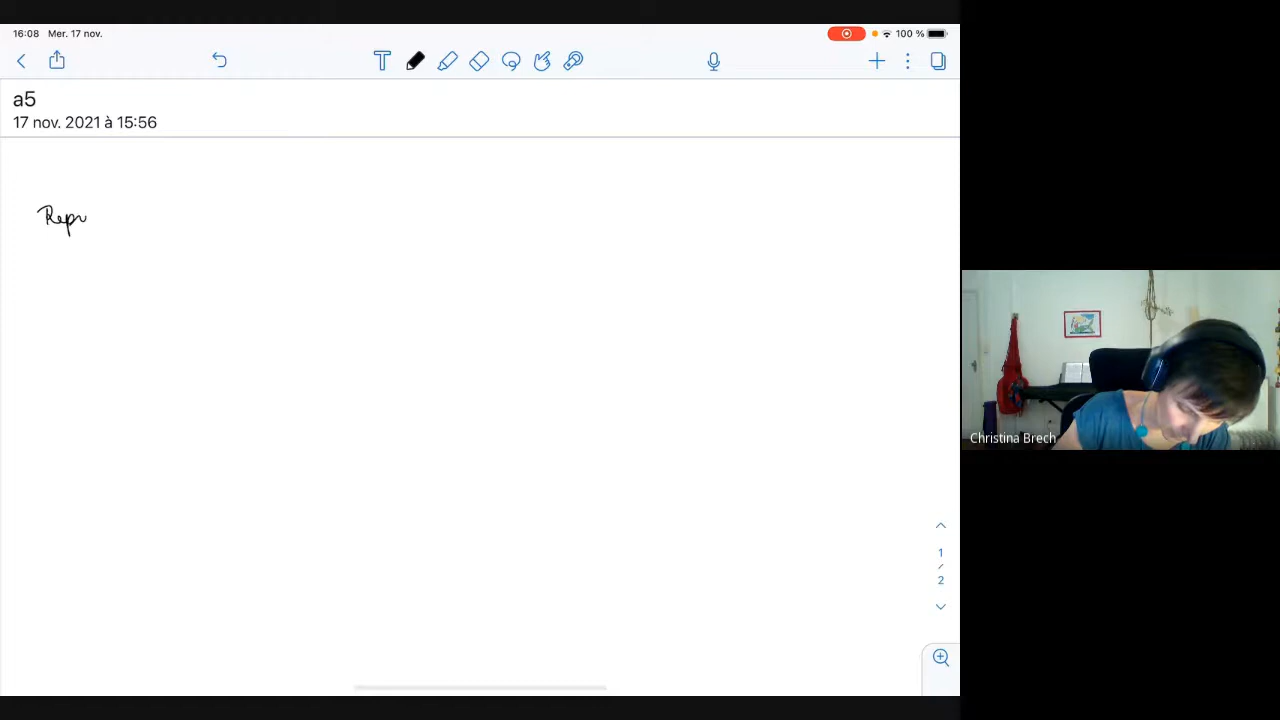 16:08 Mer. 17 nov.
100 %
T
a5
17 nov. 2021 à 15:56
Repr
1
/
2
Christina Brech